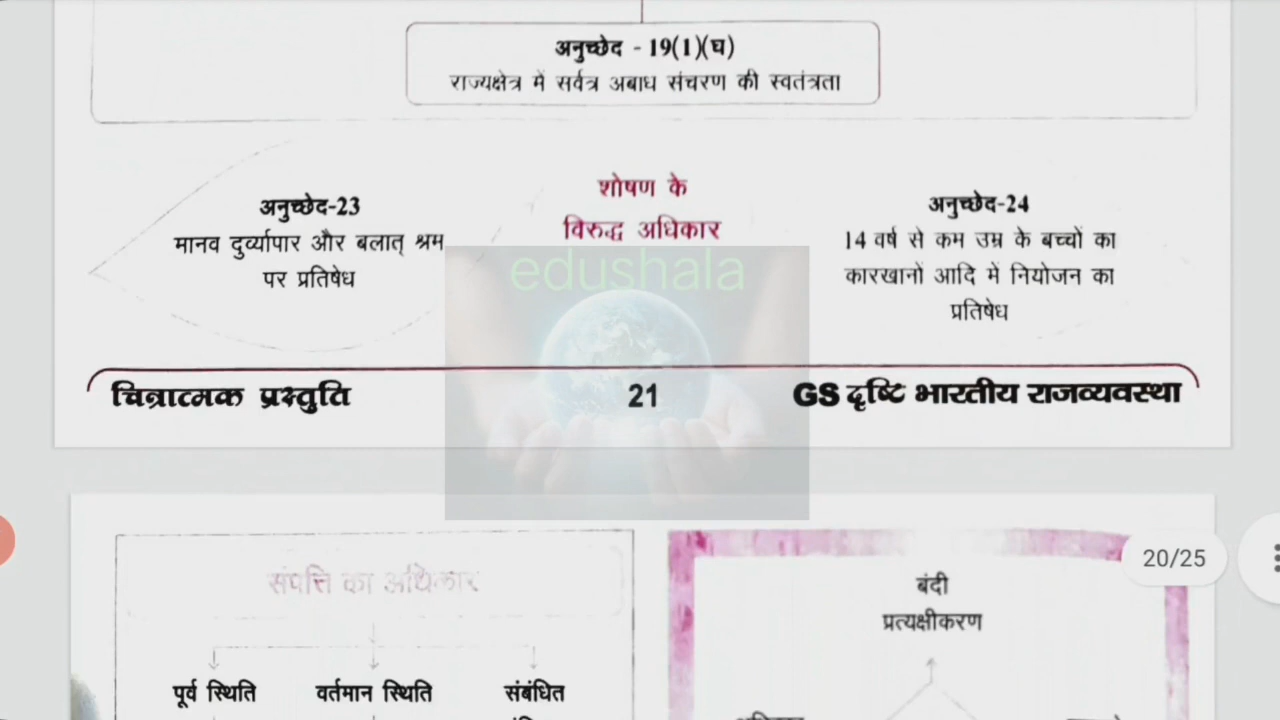 अनुच्छेद - 19(1)(घ)
राज्यक्षेत्र में सर्वत्र अबाध संचरण की स्वतंत्रता
शोषण के
विरुद्ध अधिकार
अनुच्छेद-23
मानव दुर्व्यापार और बलात् श्रम
पर प्रतिषेध
अनुच्छेद-24
14 वर्ष से कम उम्र के बच्चों का
कारखानों आदि में नियोजन का
प्रतिषेध
edushala
चित्रात्मक प्रस्तुति 21 GS दृष्टि भारतीय राजव्यवस्था
20/25
संपत्ति का अधिकार
पूर्व स्थिति वर्तमान स्थिति संबंधित
बंदी
प्रत्यक्षीकरण